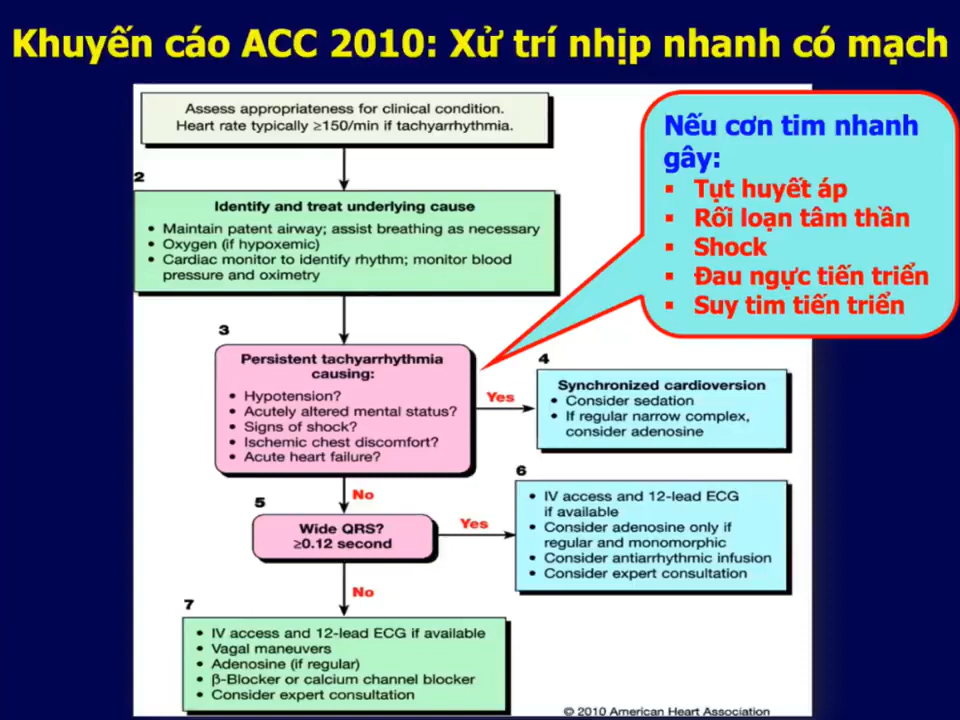 Khuyến cáo ACC 2010: Xử trí nhịp nhanh có mạch
Assess appropriateness for clinical condition.
Heart rate typically ≥150/min if tachyarrhythmia.
Nếu cơn tim nhanh
gây:
▪ Tụt huyết áp
▪ Rối loạn tâm thần
▪ Shock
▪ Đau ngực tiến triển
▪ Suy tim tiến triển
2
Identify and treat underlying cause
• Maintain patent airway; assist breathing as necessary
• Oxygen (if hypoxemic)
• Cardiac monitor to identify rhythm; monitor blood
pressure and oximetry
3
Persistent tachyarrhythmia
causing:
• Hypotension?
• Acutely altered mental status?
• Signs of shock?
• Ischemic chest discomfort?
• Acute heart failure?
Yes
4
Synchronized cardioversion
• Consider sedation
• If regular narrow complex,
consider adenosine
No
5
Wide QRS?
≥0.12 second
Yes
6
• IV access and 12-lead ECG
if available
• Consider adenosine only if
regular and monomorphic
• Consider antiarrhythmic infusion
• Consider expert consultation
No
7
• IV access and 12-lead ECG if available
• Vagal maneuvers
• Adenosine (if regular)
• β-Blocker or calcium channel blocker
• Consider expert consultation
© 2010 American Heart Association